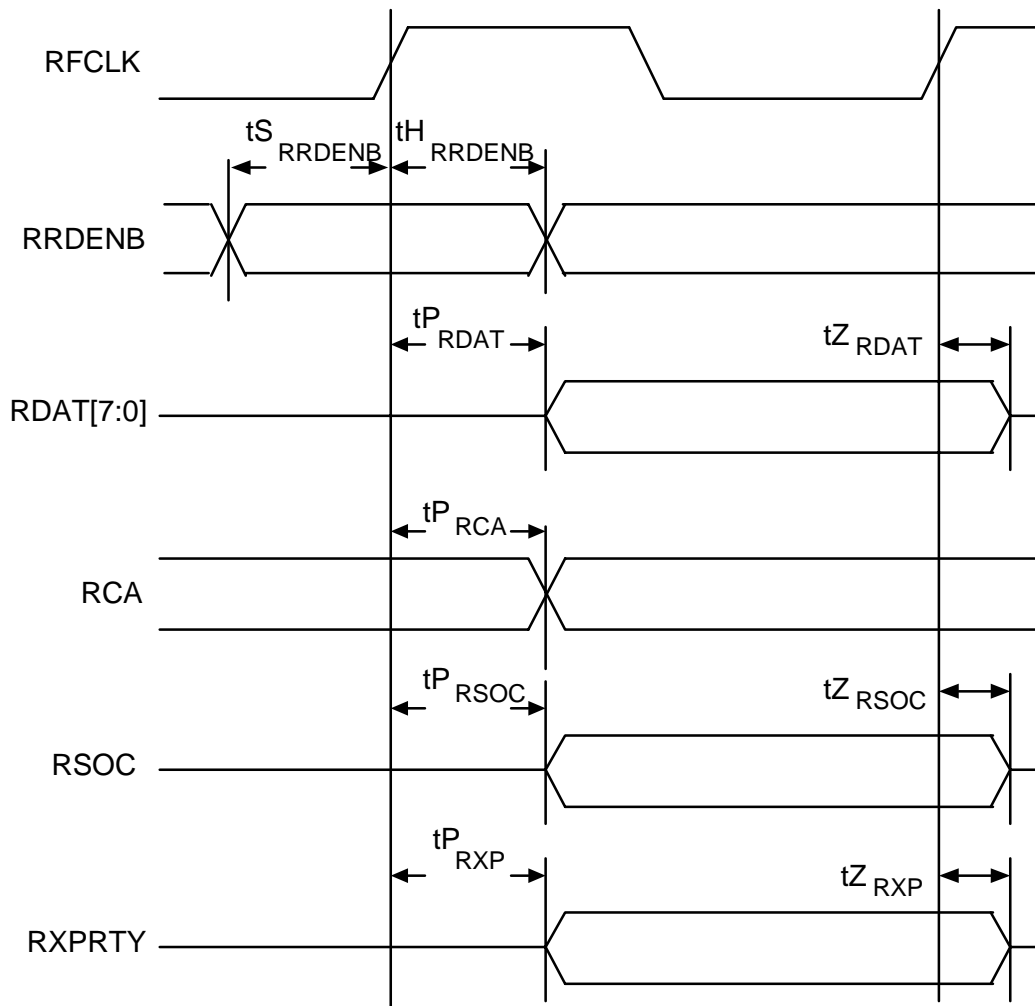 RFCLK
tS RRDENB
tH RRDENB
RRDENB
tP RDAT
tZ RDAT
RDAT[7:0]
tP RCA
RCA
tP RSOC
tZ RSOC
RSOC
tP RXP
tZ RXP
RXPRTY